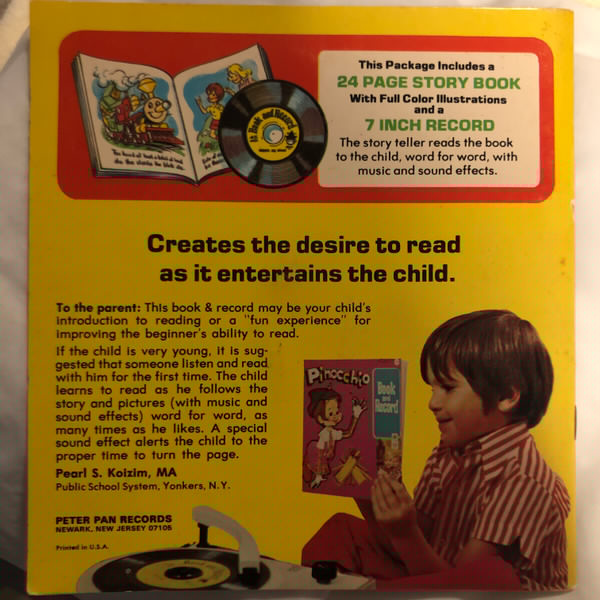 This Package Includes a
24 PAGE STORY BOOK
With Full Color Illustrations
and a
7 INCH RECORD
The story teller reads the book
to the child, word for word, with
music and sound effects.
Book and Record
Creates the desire to read
as it entertains the child.
To the parent: This book & record may be your child's
introduction to reading or a "fun experience" for
improving the beginner's ability to read.
If the child is very young, it is sug-
gested that someone listen and read
with him for the first time. The child
learns to read as he follows the
story and pictures (with music and
sound effects) word for word, as
many times as he likes. A special
sound effect alerts the child to the
proper time to turn the page.
Pearl S. Koizim, MA
Public School System, Yonkers, N.Y.
Pinocchio
Book
and
Record
PETER PAN RECORDS
NEWARK, NEW JERSEY 07105
Printed in U.S.A.